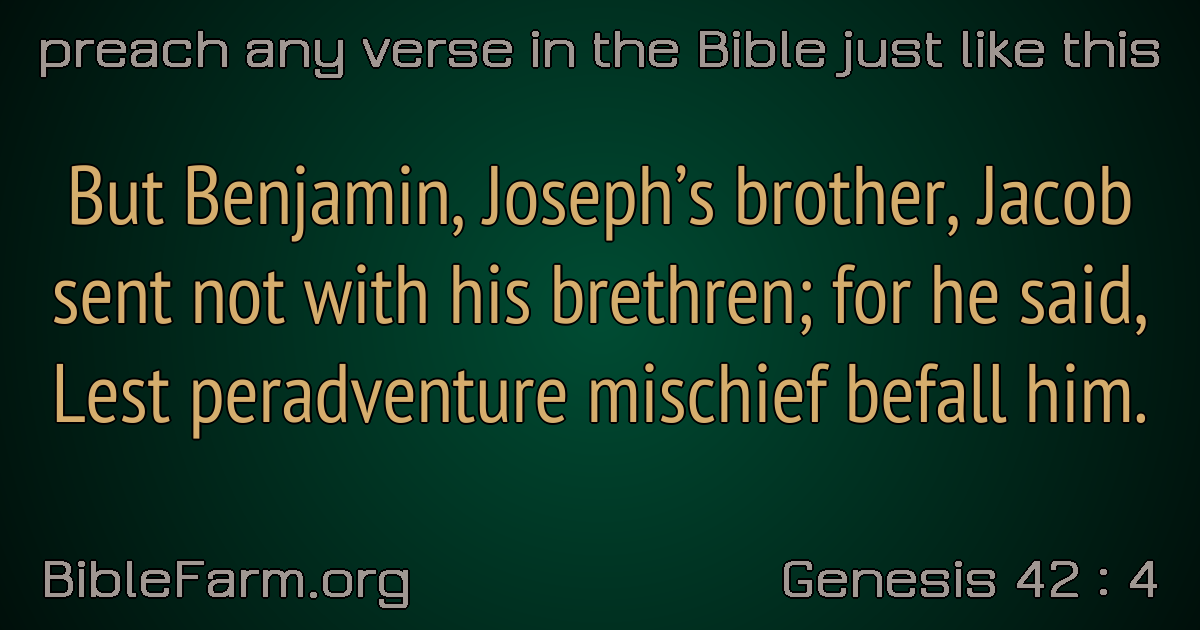 preach any verse in the Bible just like this
But Benjamin, Joseph’s brother, Jacob
sent not with his brethren; for he said,
Lest peradventure mischief befall him.
BibleFarm.org
Genesis 42 : 4